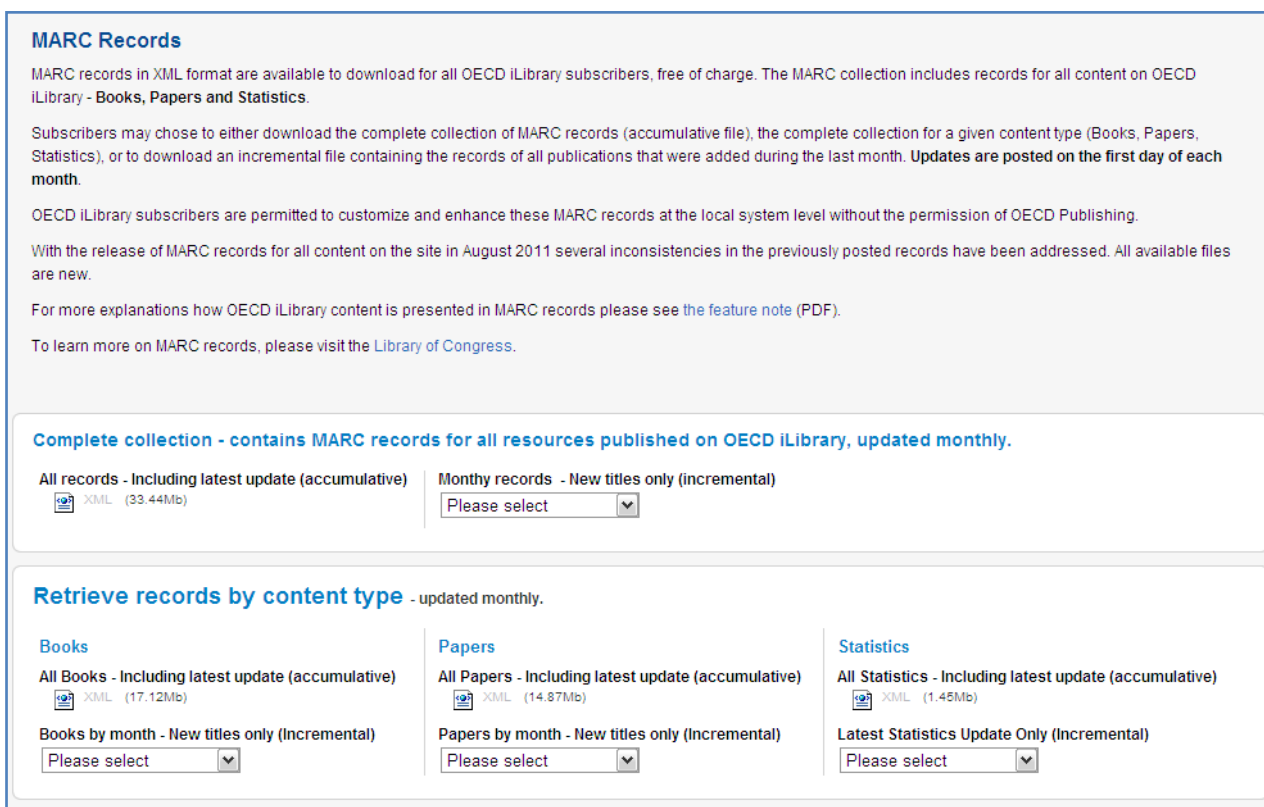 MARC Records
MARC records in XML format are available to download for all OECD iLibrary subscribers, free of charge. The MARC collection includes records for all content on OECD
iLibrary - Books, Papers and Statistics.
Subscribers may chose to either download the complete collection of MARC records (accumulative file), the complete collection for a given content type (Books, Papers,
Statistics), or to download an incremental file containing the records of all publications that were added during the last month. Updates are posted on the first day of each
month.
OECD iLibrary subscribers are permitted to customize and enhance these MARC records at the local system level without the permission of OECD Publishing.
With the release of MARC records for all content on the site in August 2011 several inconsistencies in the previously posted records have been addressed. All available files
are new.
For more explanations how OECD iLibrary content is presented in MARC records please see the feature note (PDF).
To learn more on MARC records, please visit the Library of Congress.
Complete collection - contains MARC records for all resources published on OECD iLibrary, updated monthly.
All records - Including latest update (accumulative)
XML (33.44Mb)
Monthy records - New titles only (incremental)
Please select
Retrieve records by content type - updated monthly.
Books
All Books - Including latest update (accumulative)
XML (17.12Mb)
Books by month - New titles only (Incremental)
Please select
Papers
All Papers - Including latest update (accumulative)
XML (14.87Mb)
Papers by month - New titles only (Incremental)
Please select
Statistics
All Statistics - Including latest update (accumulative)
XML (1.45Mb)
Latest Statistics Update Only (Incremental)
Please select